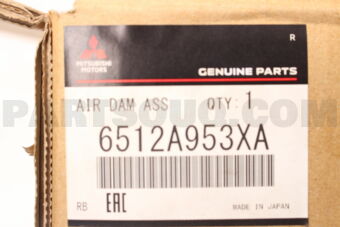 R
MITSUBISHI
MOTORS
GENUINE PARTS
AIR DAM ASS QTY: 1
6512A953XA
RB EAC
MADE IN JAPAN
PARTSOUQ.COM